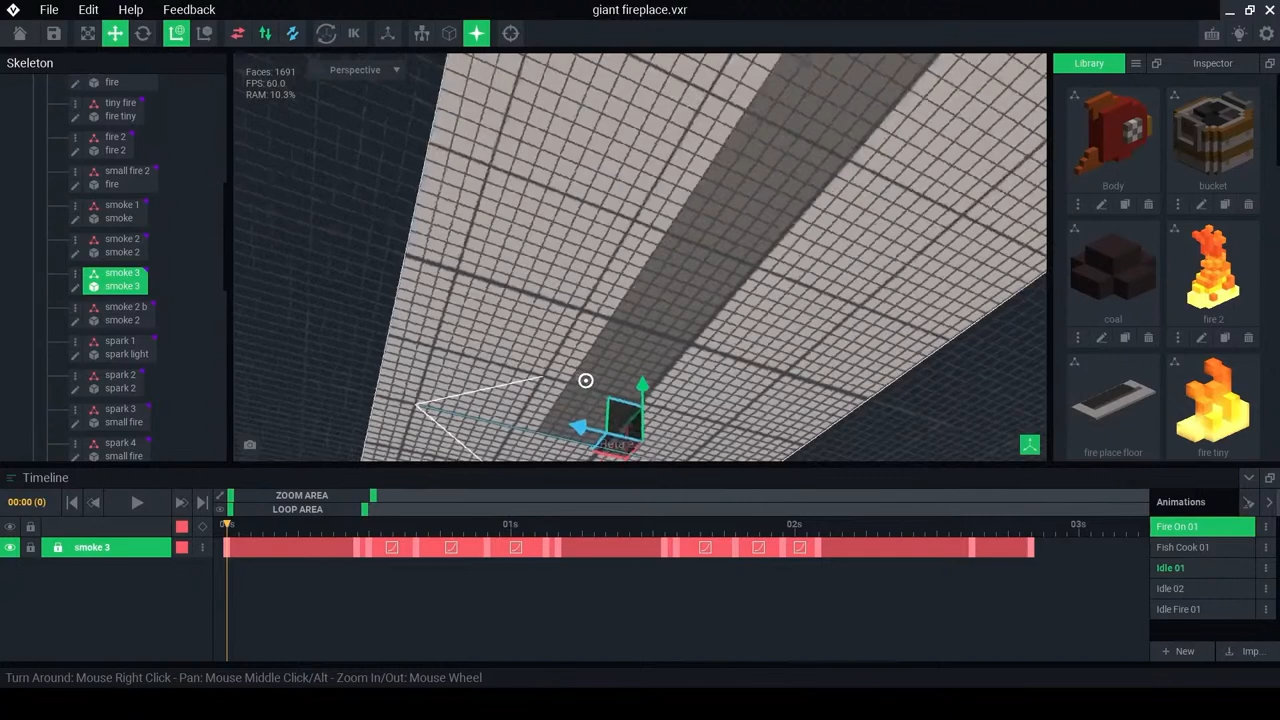 File Edit Help Feedback
giant fireplace.vxr
IK
Skeleton
fire
tiny fire
fire tiny
fire 2
fire 2
small fire 2
fire
smoke 1
smoke
smoke 2
smoke 2
smoke 3
smoke 3
smoke 2 b
smoke 2
spark 1
spark light
spark 2
spark 2
spark 3
small fire
spark 4
small fire
Faces: 1691
FPS: 60.0
RAM: 10.3%
Perspective
Library
Inspector
Body
bucket
coal
fire 2
fire place floor
fire tiny
Timeline
00:00 (0)
ZOOM AREA
LOOP AREA
01s
02s
03s
smoke 3
Animations
Fire On 01
Fish Cook 01
Idle 01
Idle 02
Idle Fire 01
+ New
Imp...
Turn Around: Mouse Right Click - Pan: Mouse Middle Click/Alt - Zoom In/Out: Mouse Wheel